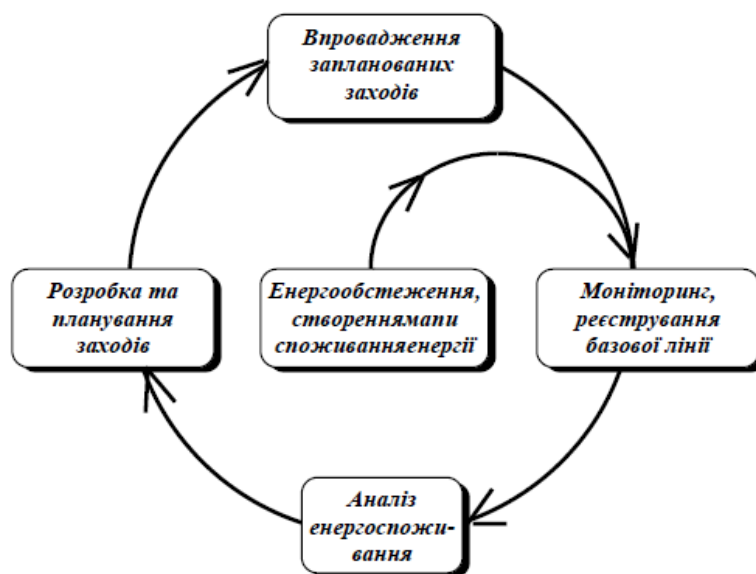 Впровадження
запланованих
заходів
Розробка та
планування
заходів
Енергообстеження,
створеннямапи
споживанняенергії
Моніторинг,
реєстрування
базової лінії
Аналіз
енергоспожи-
вання